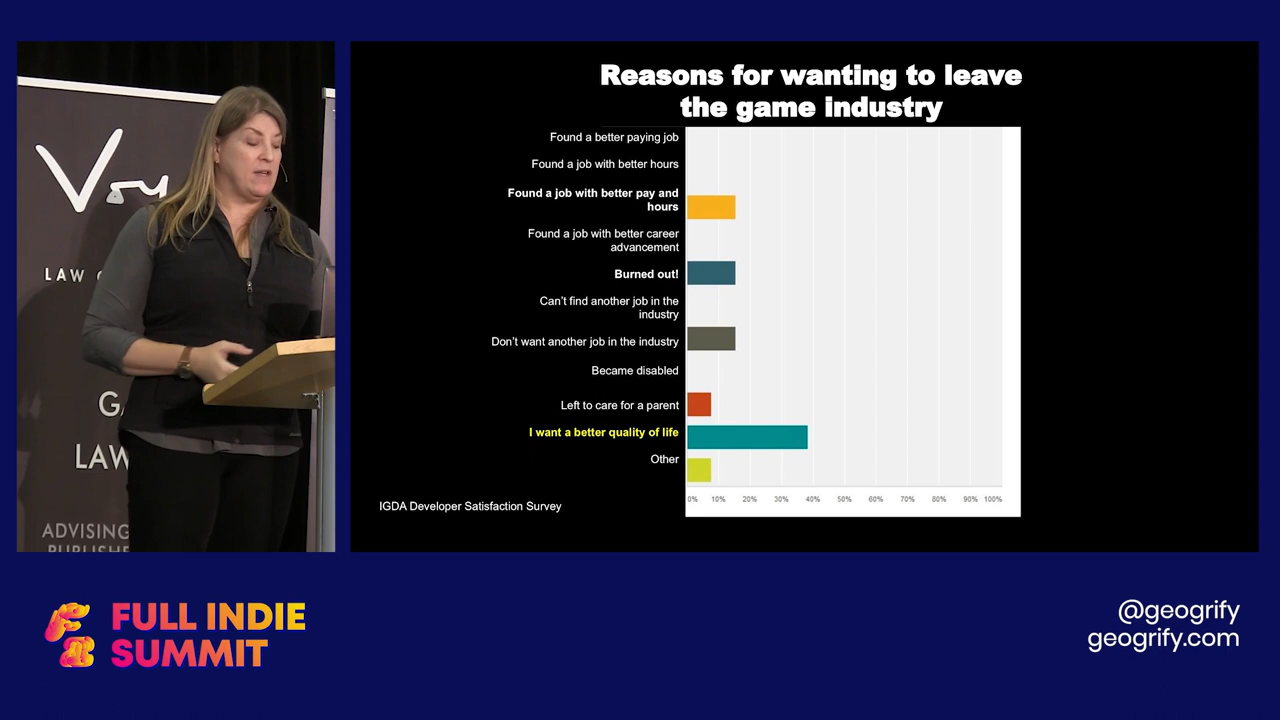 Reasons for wanting to leave
the game industry
Found a better paying job
Found a job with better hours
Found a job with better pay and
hours
Found a job with better career
advancement
Burned out!
Can't find another job in the
industry
Don't want another job in the industry
Became disabled
Left to care for a parent
I want a better quality of life
Other
0% 10% 20% 30% 40% 50% 60% 70% 80% 90% 100%
IGDA Developer Satisfaction Survey
LAW
LAW
ADVISING
FULL INDIE
SUMMIT
@geogrify
geogrify.com